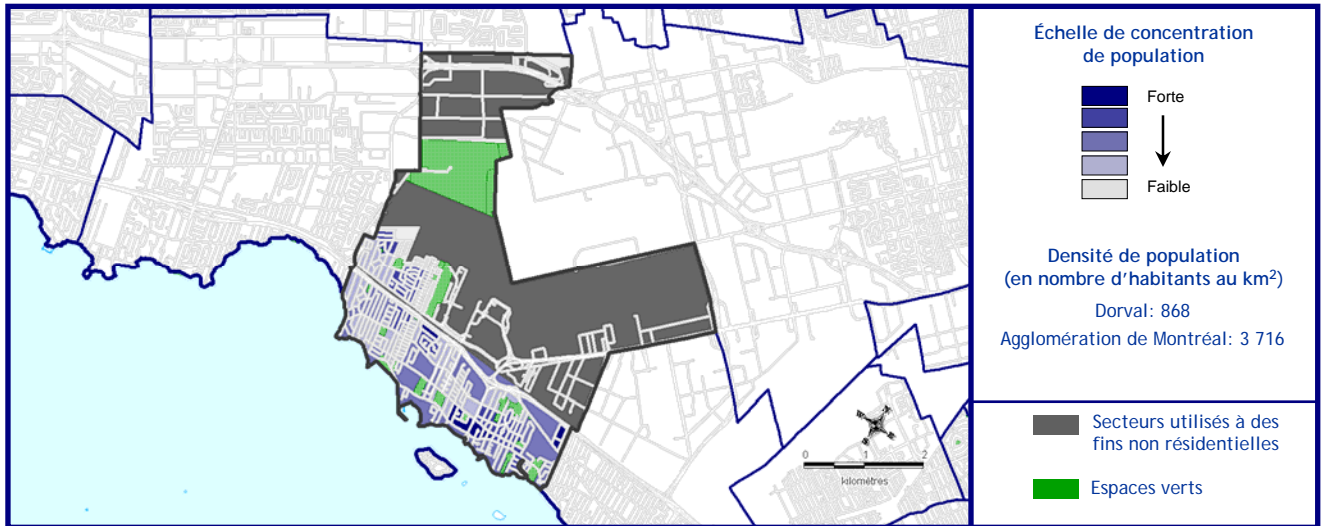 Échelle de concentration
de population
Forte
Faible
Densité de population
(en nombre d'habitants au km²)
Dorval: 868
Agglomération de Montréal: 3 716
0 1 2
kilomètres
Secteurs utilisés à des
fins non résidentielles
Espaces verts